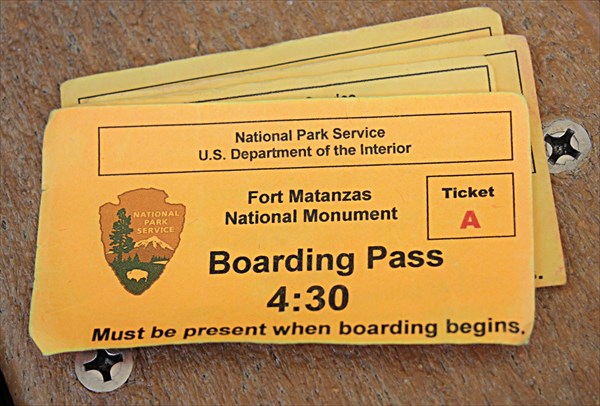 National Park Service
U.S. Department of the Interior
Fort Matanzas
National Monument
Ticket
A
NATIONAL
PARK
SERVICE
Boarding Pass
4:30
Must be present when boarding begins.